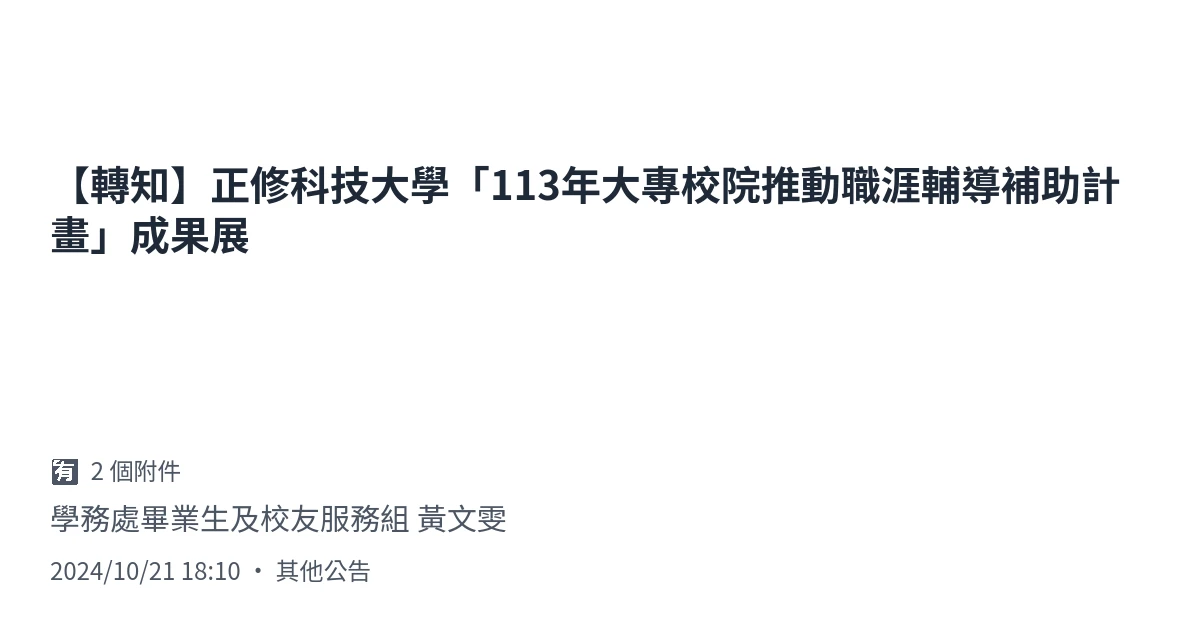 【轉知】正修科技大學「113年大專校院推動職涯輔導補助計
畫」成果展
有 2 個附件
學務處畢業生及校友服務組 黃文雯
2024/10/21 18:10 ・ 其他公告